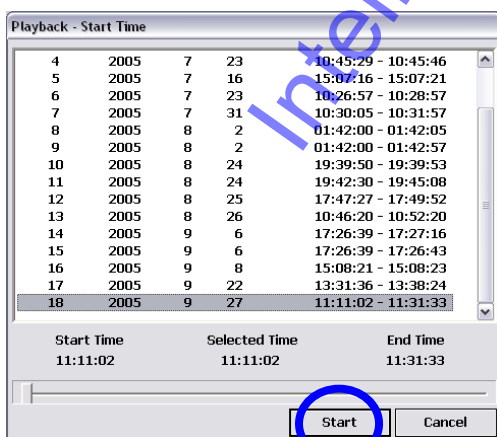 Playback - Start Time
4 2005 7 23 10:45:29 - 10:45:46
5 2005 7 16 15:07:16 - 15:07:21
6 2005 7 23 10:26:57 - 10:28:57
7 2005 7 31 10:30:05 - 10:31:57
8 2005 8 2 01:42:00 - 01:42:05
9 2005 8 2 01:42:00 - 01:42:57
10 2005 8 24 19:39:50 - 19:39:53
11 2005 8 24 19:42:30 - 19:45:08
12 2005 8 25 17:47:27 - 17:49:52
13 2005 8 26 10:46:20 - 10:52:20
14 2005 9 6 17:26:39 - 17:27:16
15 2005 9 6 17:26:39 - 17:26:43
16 2005 9 8 15:08:21 - 15:08:23
17 2005 9 22 13:31:36 - 13:38:24
18 2005 9 27 11:11:02 - 11:31:33
Start Time Selected Time End Time
11:11:02 11:11:02 11:31:33
Start Cancel